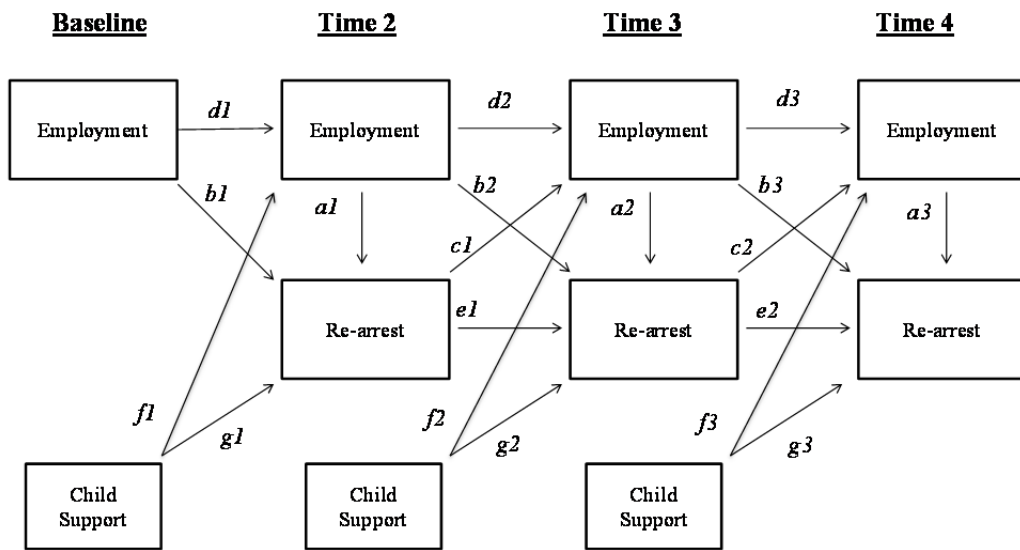 Baseline
Time 2
Time 3
Time 4
Employment
d1
Employment
d2
Employment
d3
Employment
b1
a1
b2
a2
b3
a3
c1
c2
Re-arrest
e1
Re-arrest
e2
Re-arrest
f1
g1
f2
g2
f3
g3
Child
Support
Child
Support
Child
Support